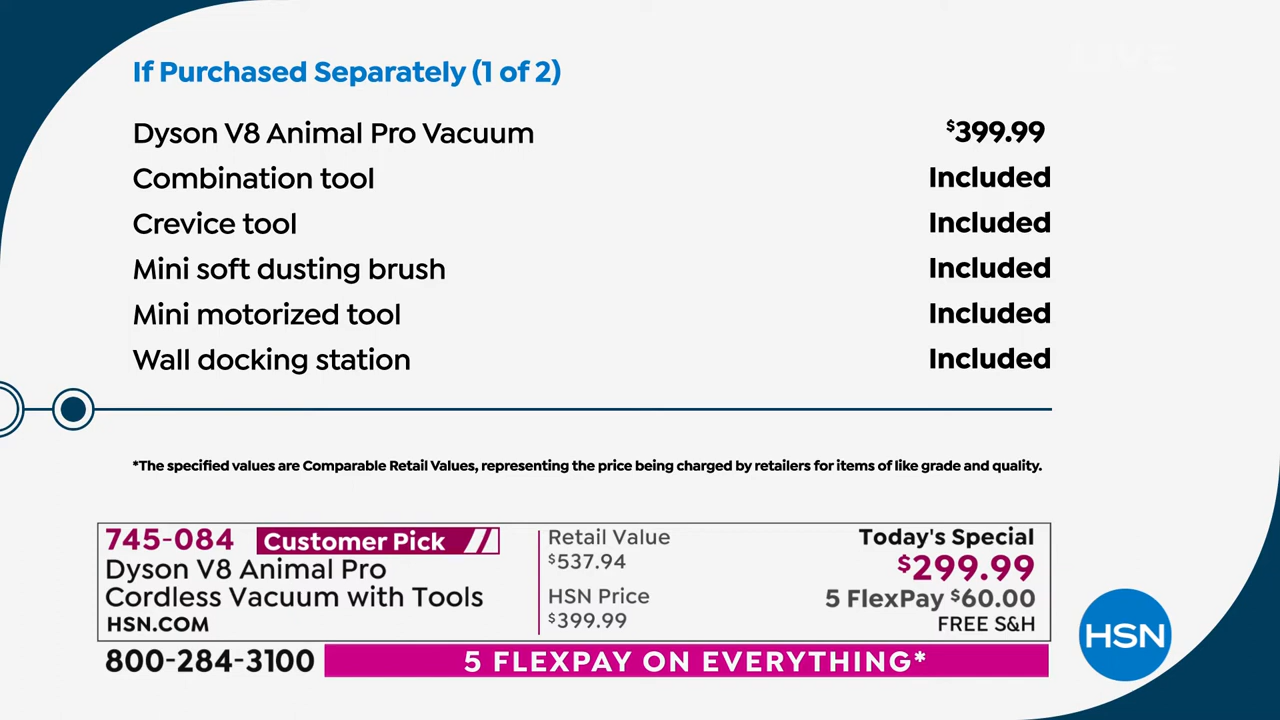 If Purchased Separately (1 of 2)
Dyson V8 Animal Pro Vacuum $399.99
Combination tool Included
Crevice tool Included
Mini soft dusting brush Included
Mini motorized tool Included
Wall docking station Included
*The specified values are Comparable Retail Values, representing the price being charged by retailers for items of like grade and quality.
745-084 Customer Pick
Dyson V8 Animal Pro
Cordless Vacuum with Tools
HSN.COM
Retail Value
$537.94
HSN Price
$399.99
Today's Special
$299.99
5 FlexPay $60.00
FREE S&H
HSN
800-284-3100 5 FLEXPAY ON EVERYTHING*